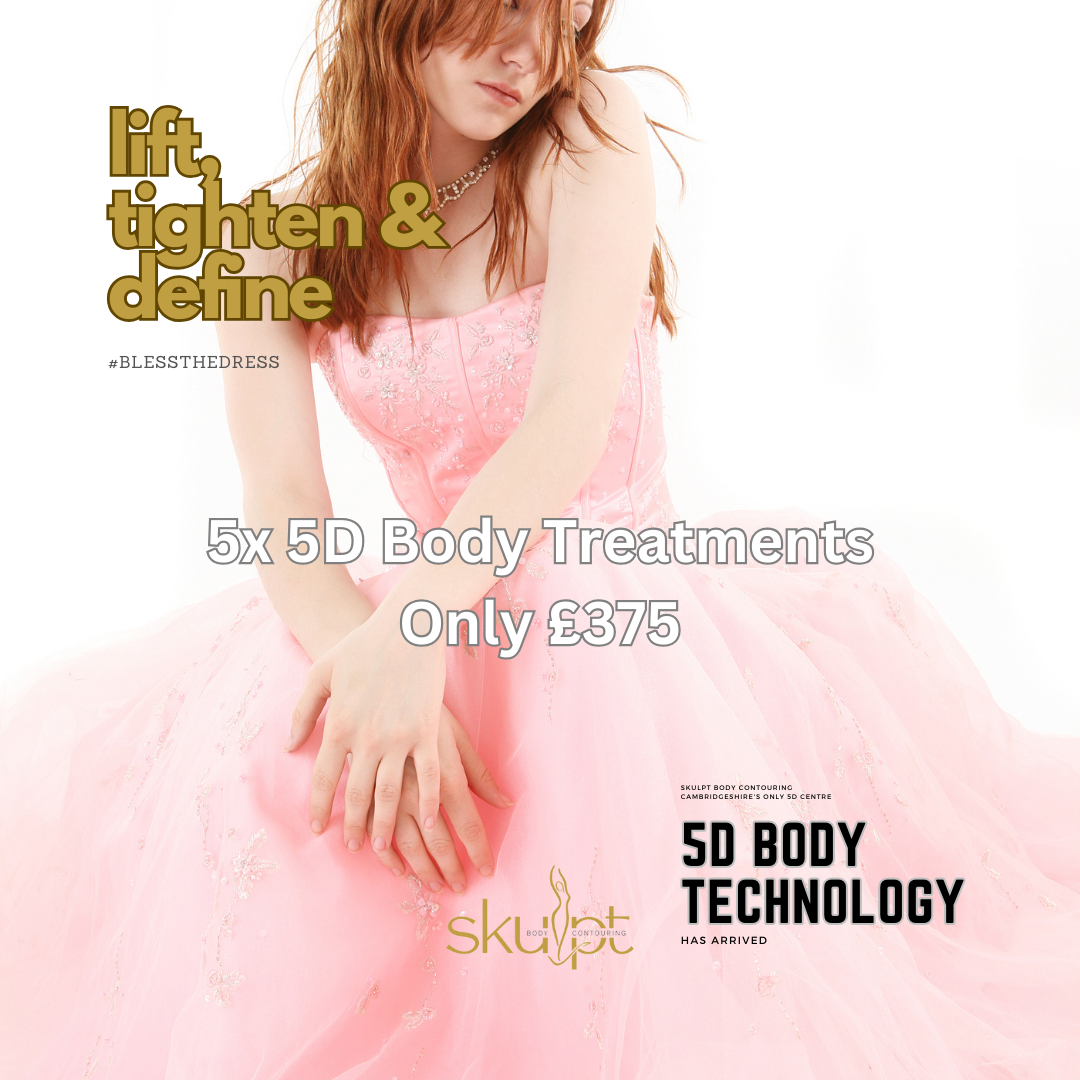 lift,
tighten &
define
#BLESSTHEDRESS
5x 5D Body Treatments
Only £375
SKULPT BODY CONTOURING
CAMBRIDGESHIRE'S ONLY 5D CENTRE
5D BODY
TECHNOLOGY
HAS ARRIVED
skulpt
BODY CONTOURING